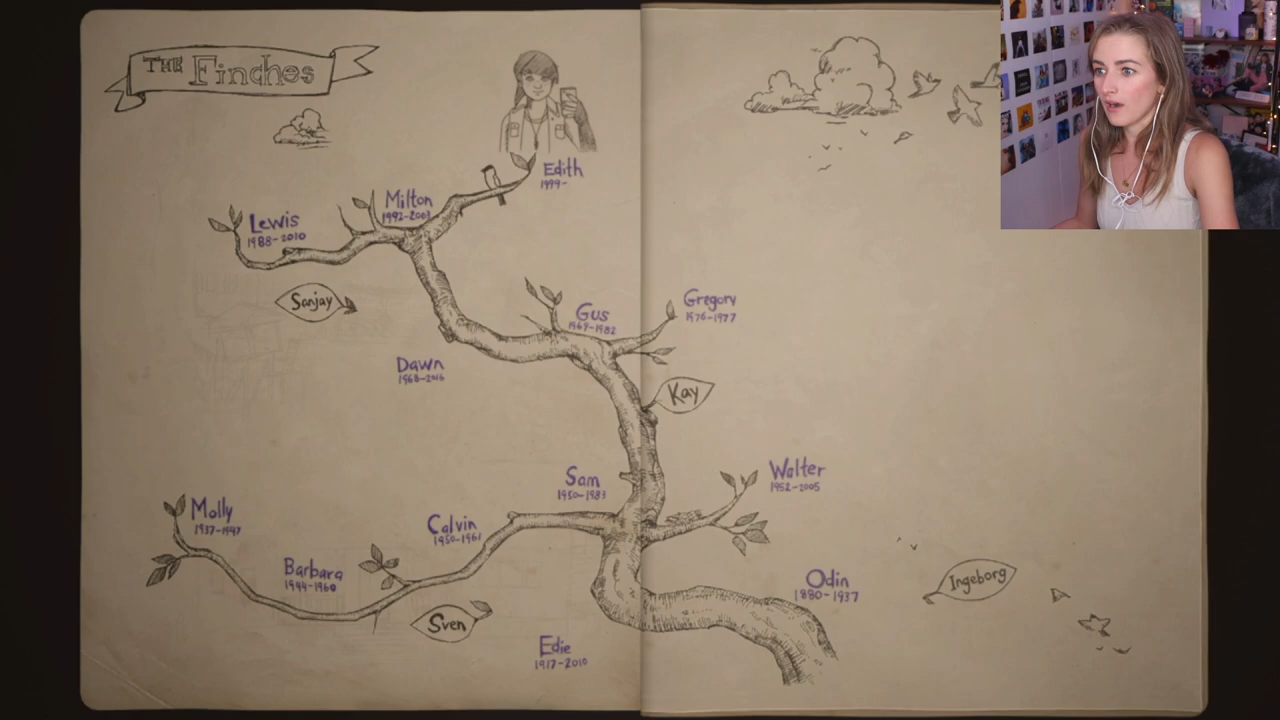 THE Finches
Edith
1999-
Milton
1992-2003
Lewis
1988-2010
Sanjay
Gus
1969-1982
Gregory
1976-1977
Dawn
1968-2016
Kay
Sam
1950-1983
Walter
1952-2005
Molly
1937-1947
Calvin
1950-1961
Barbara
1944-1960
Odin
1880-1937
Ingeborg
Sven
Edie
1917-2010